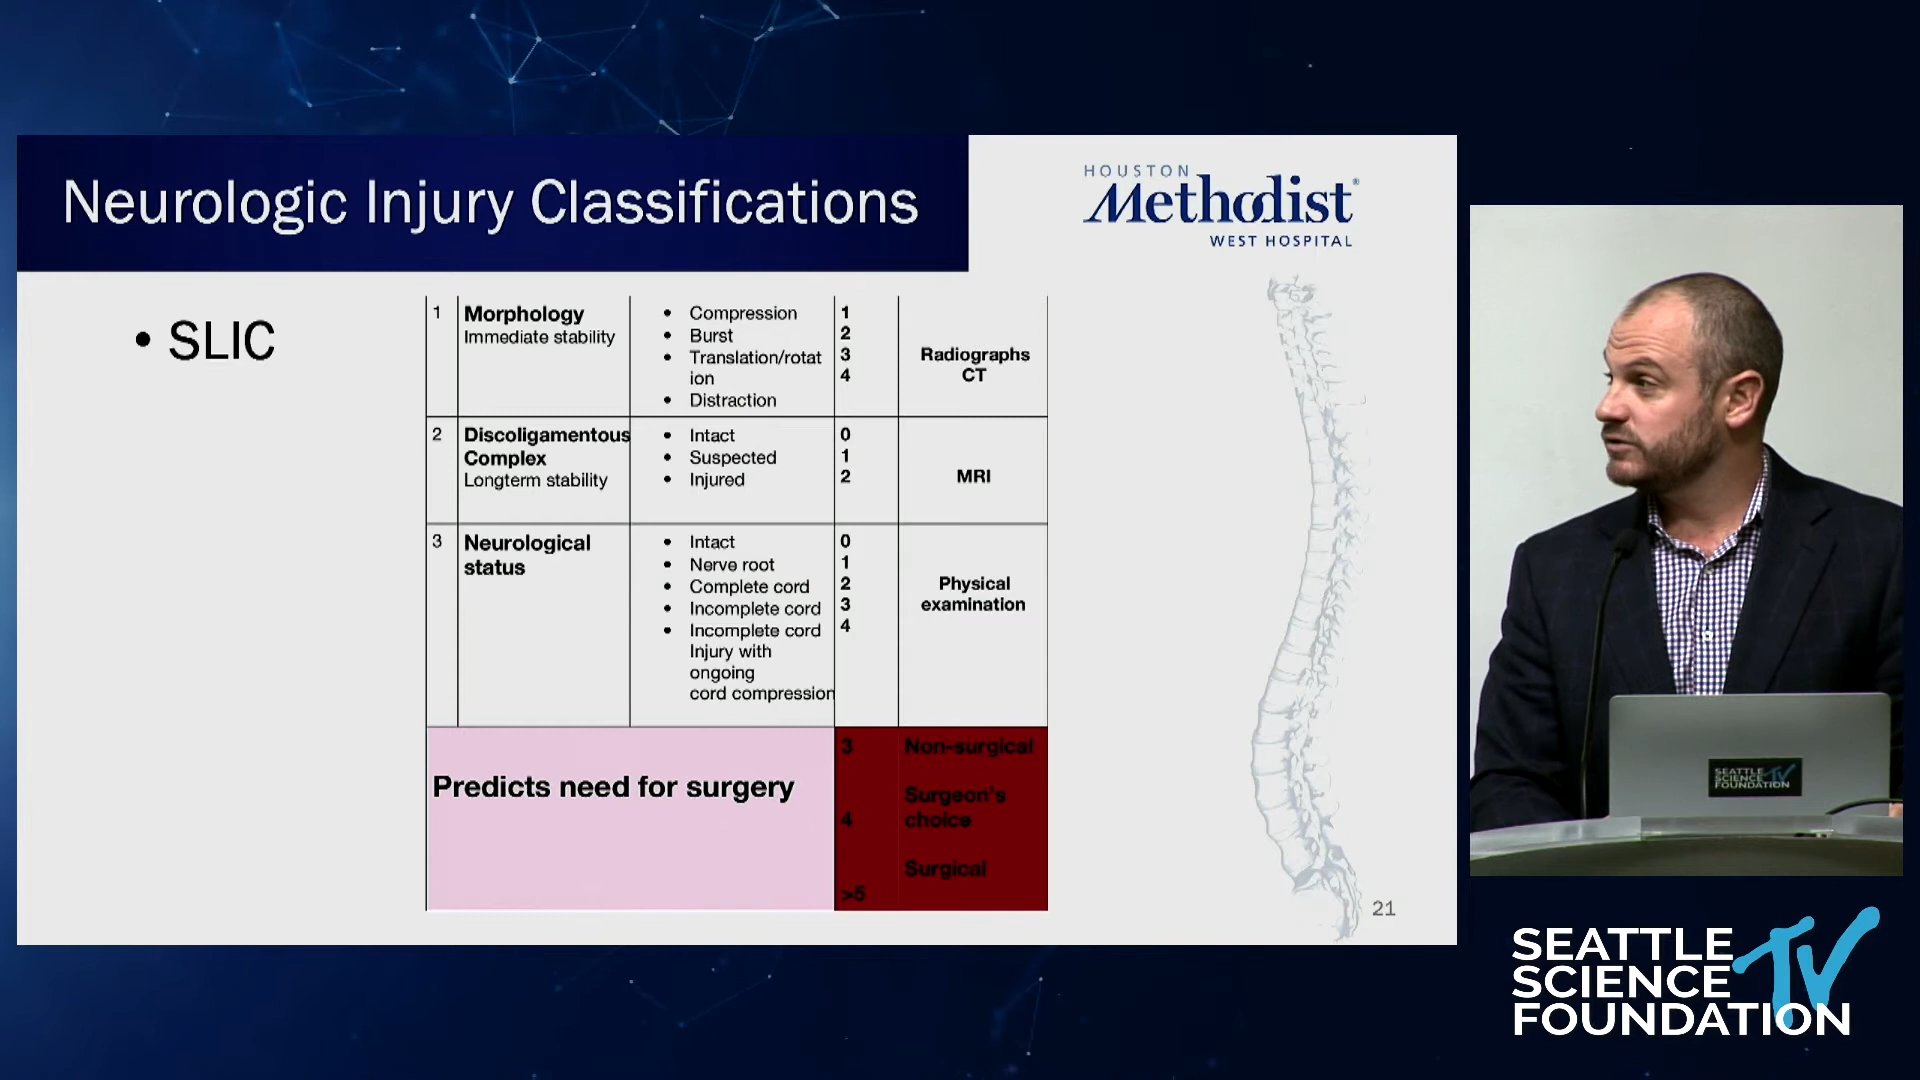 Neurologic Injury Classifications
HOUSTON
Methodist®
WEST HOSPITAL
• SLIC
1 Morphology
Immediate stability
• Compression
• Burst
• Translation/rotat
ion
• Distraction
1
2
3
4
Radiographs
CT
2 Discoligamentous
Complex
Longterm stability
• Intact
• Suspected
• Injured
0
1
2
MRI
3 Neurological
status
• Intact
• Nerve root
• Complete cord
• Incomplete cord
• Incomplete cord
Injury with
ongoing
cord compression
0
1
2
3
4
Physical
examination
Predicts need for surgery
3 Non-surgical
Surgeon's
4 choice
Surgical
>5
21
SEATTLE
SCIENCE TV
FOUNDATION
SEATTLE
SCIENCE TV
FOUNDATION